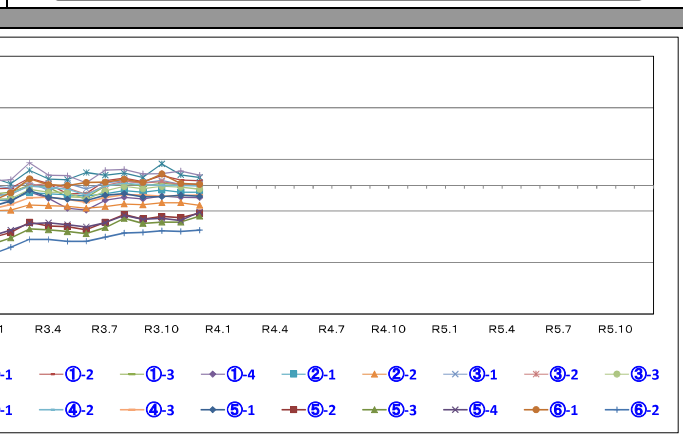 1 R3.4 R3.7 R3.10 R4.1 R4.4 R4.7 R4.10 R5.1 R5.4 R5.7 R5.10
-1 ①-2 ①-3 ①-4 ②-1 ②-2 ③-1 ③-2 ③-3
-1 ④-2 ④-3 ⑤-1 ⑤-2 ⑤-3 ⑤-4 ⑥-1 ⑥-2